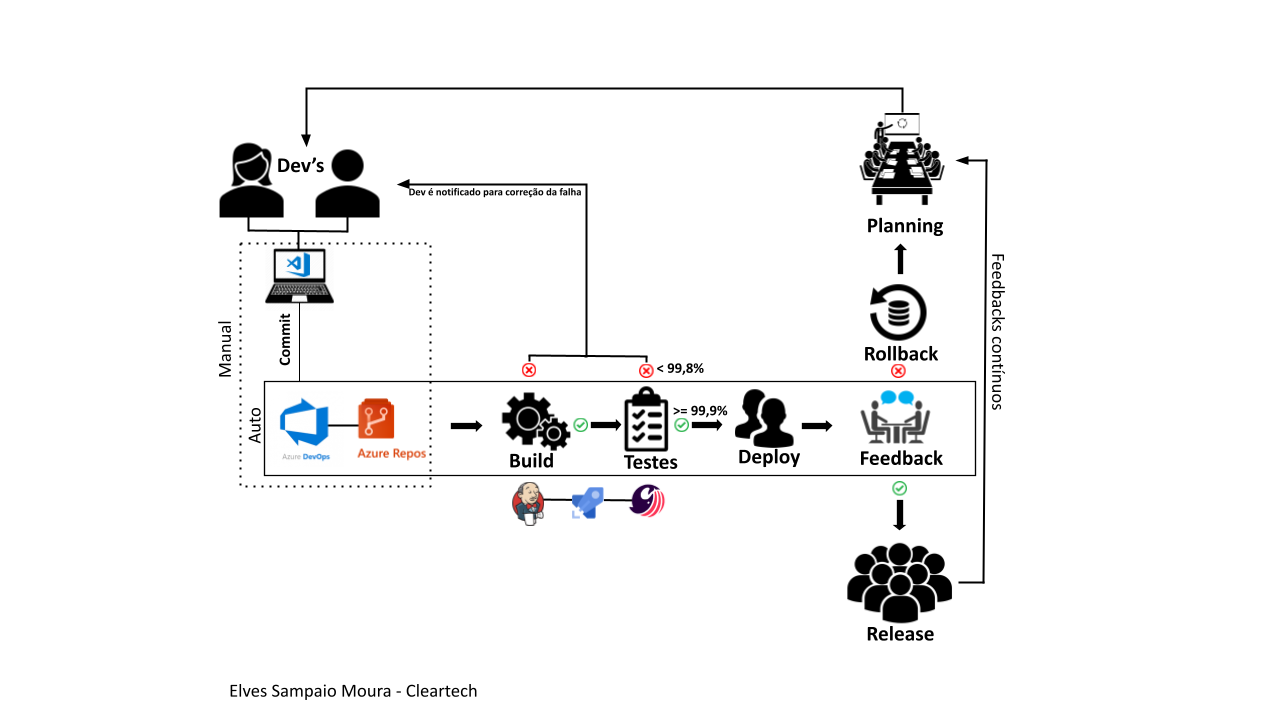 Dev's
Dev é notificado para correção da falha
Planning
Manual
Commit
Rollback
Feedbacks contínuos
< 99,8%
Auto
>= 99,9%
Azure DevOps
Azure Repos
Build
Testes
Deploy
Feedback
Release
Elves Sampaio Moura - Cleartech